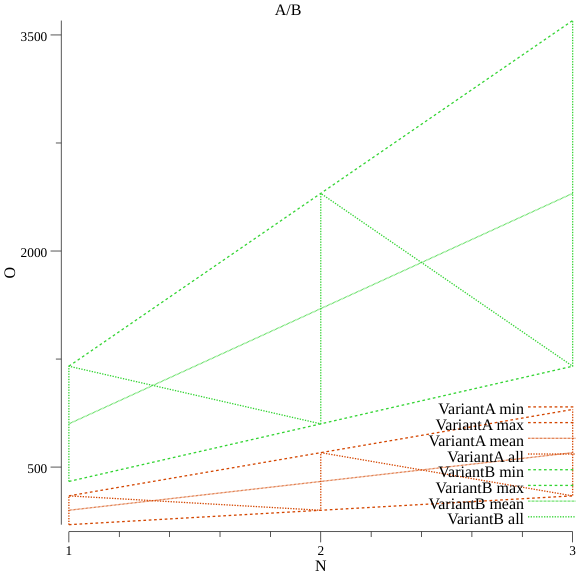 A/B
3500
2000
500
O
VariantA min
VariantA max
VariantA mean
VariantA all
VariantB min
VariantB max
VariantB mean
VariantB all
1
2
3
N